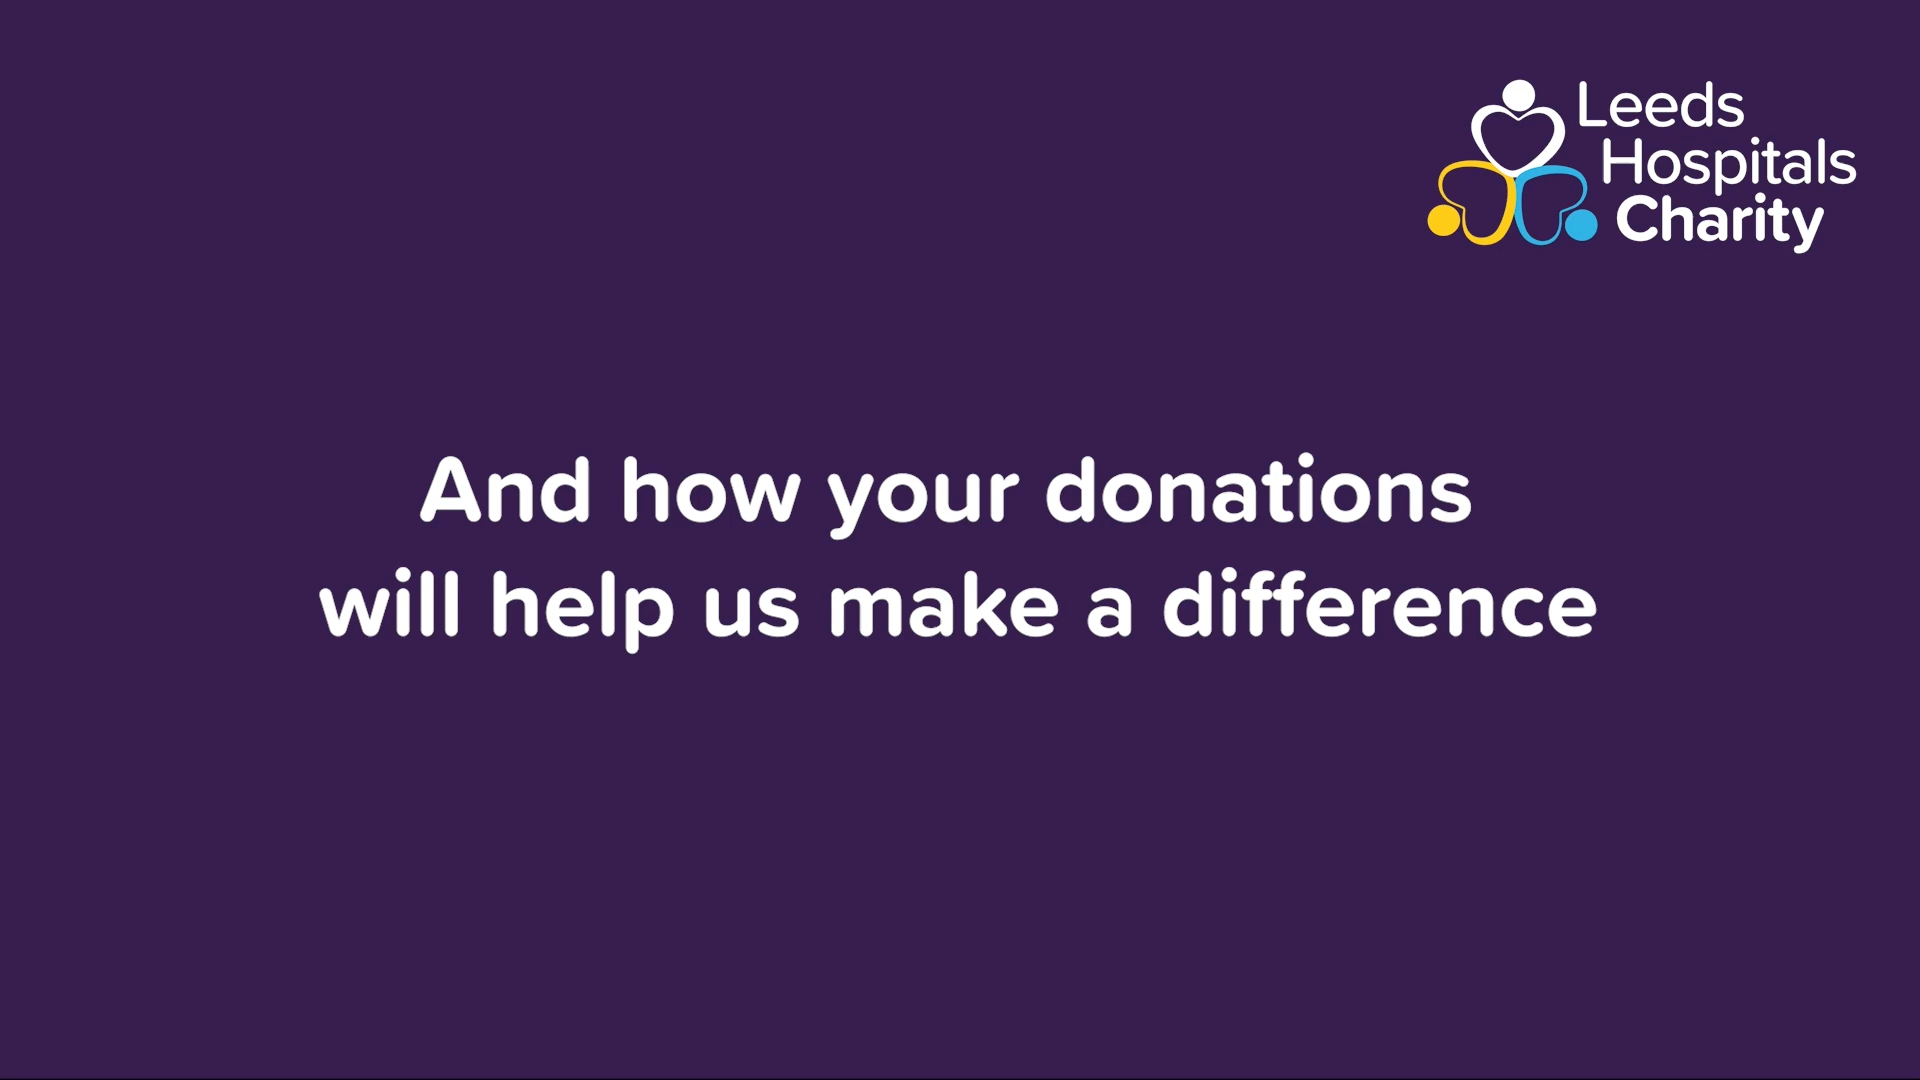 Leeds
Hospitals
Charity
And how your donations
will help us make a difference